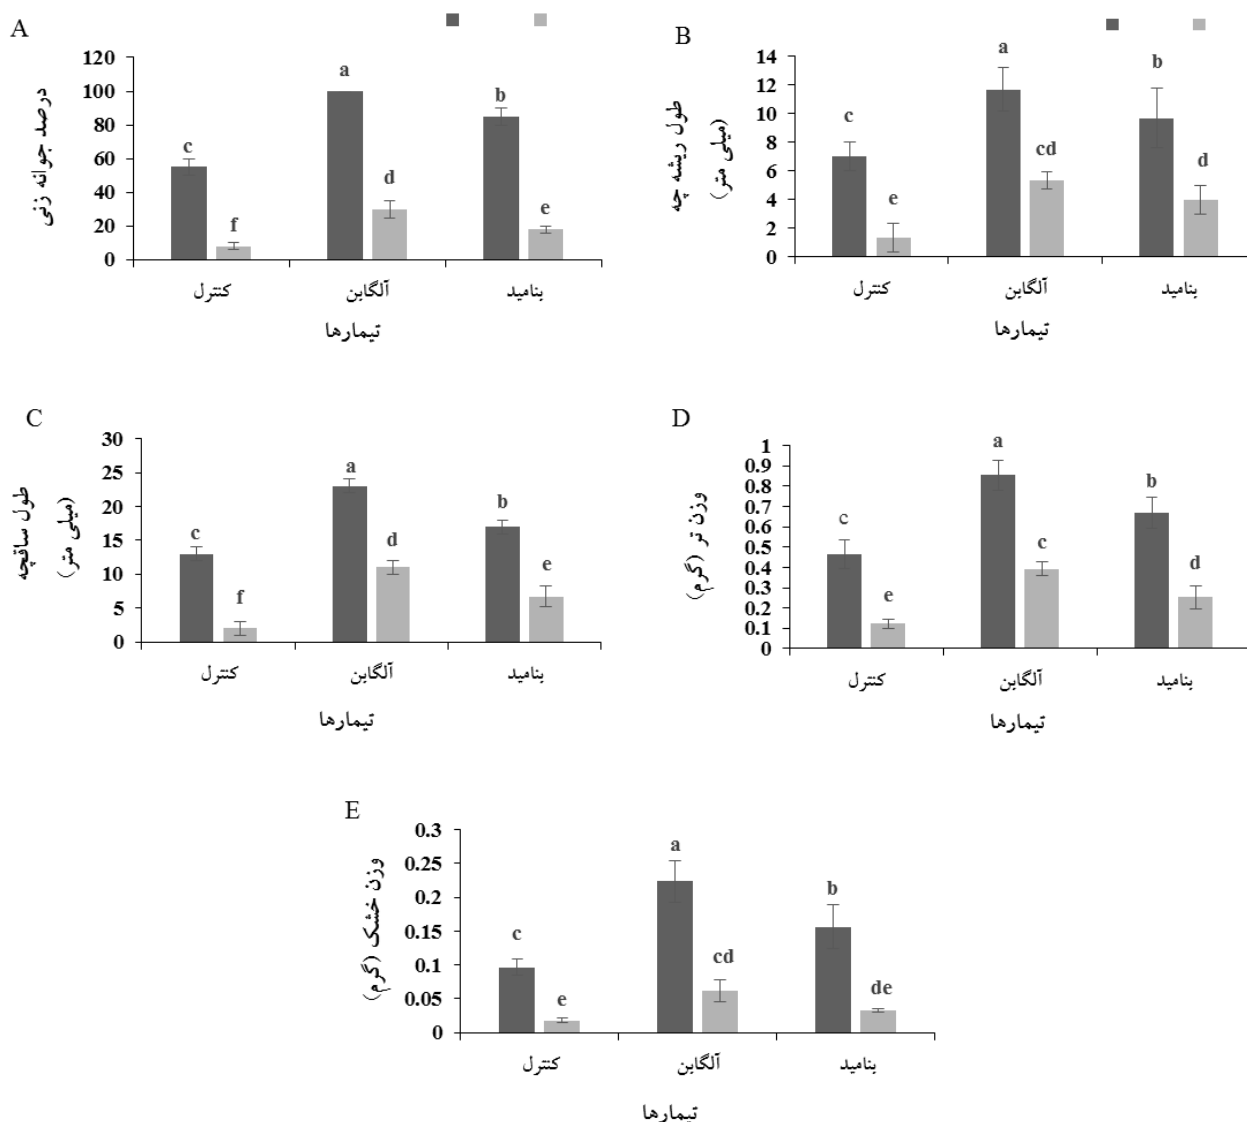 A
درصد جوانه زنی
120
100
80
60
40
20
0
c
f
a
d
b
e
کنترل
آلگابن
بنامید
تیمارها
B
طول ریشه چه
(میلی متر)
14
12
10
8
6
4
2
0
c
e
a
cd
b
d
کنترل
آلگابن
بنامید
تیمارها
C
طول ساقچه
(میلی متر)
30
25
20
15
10
5
0
c
f
a
d
b
e
کنترل
آلگابن
بنامید
تیمارها
D
وزن تر (گرم)
1
0.9
0.8
0.7
0.6
0.5
0.4
0.3
0.2
0.1
0
c
e
a
c
b
d
کنترل
آلگابن
بنامید
تیمارها
E
وزن خشک (گرم)
0.3
0.25
0.2
0.15
0.1
0.05
0
c
e
a
cd
b
de
کنترل
آلگابن
بنامید
تیمارها